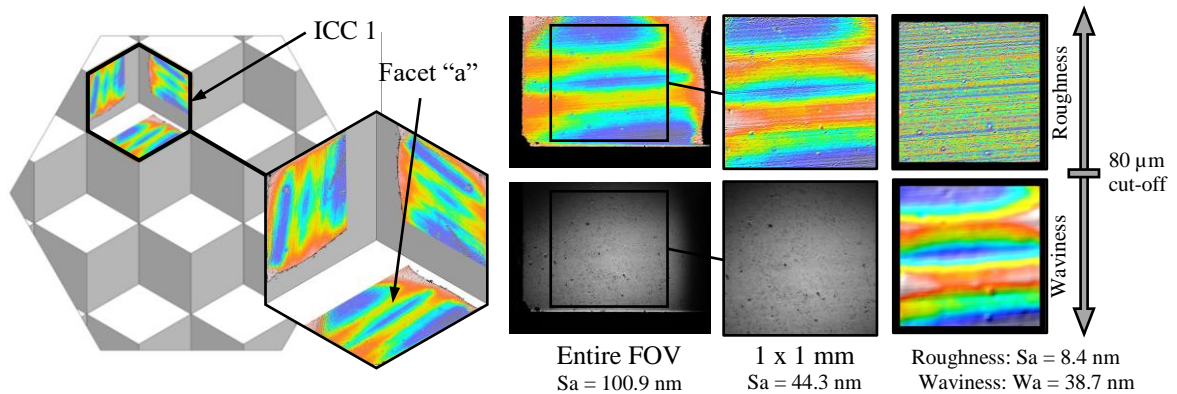 ICC 1
Facet “a”
Roughness
Waviness
80 µm
cut-off
Entire FOV
Sa = 100.9 nm
1 x 1 mm
Sa = 44.3 nm
Roughness: Sa = 8.4 nm
Waviness: Wa = 38.7 nm